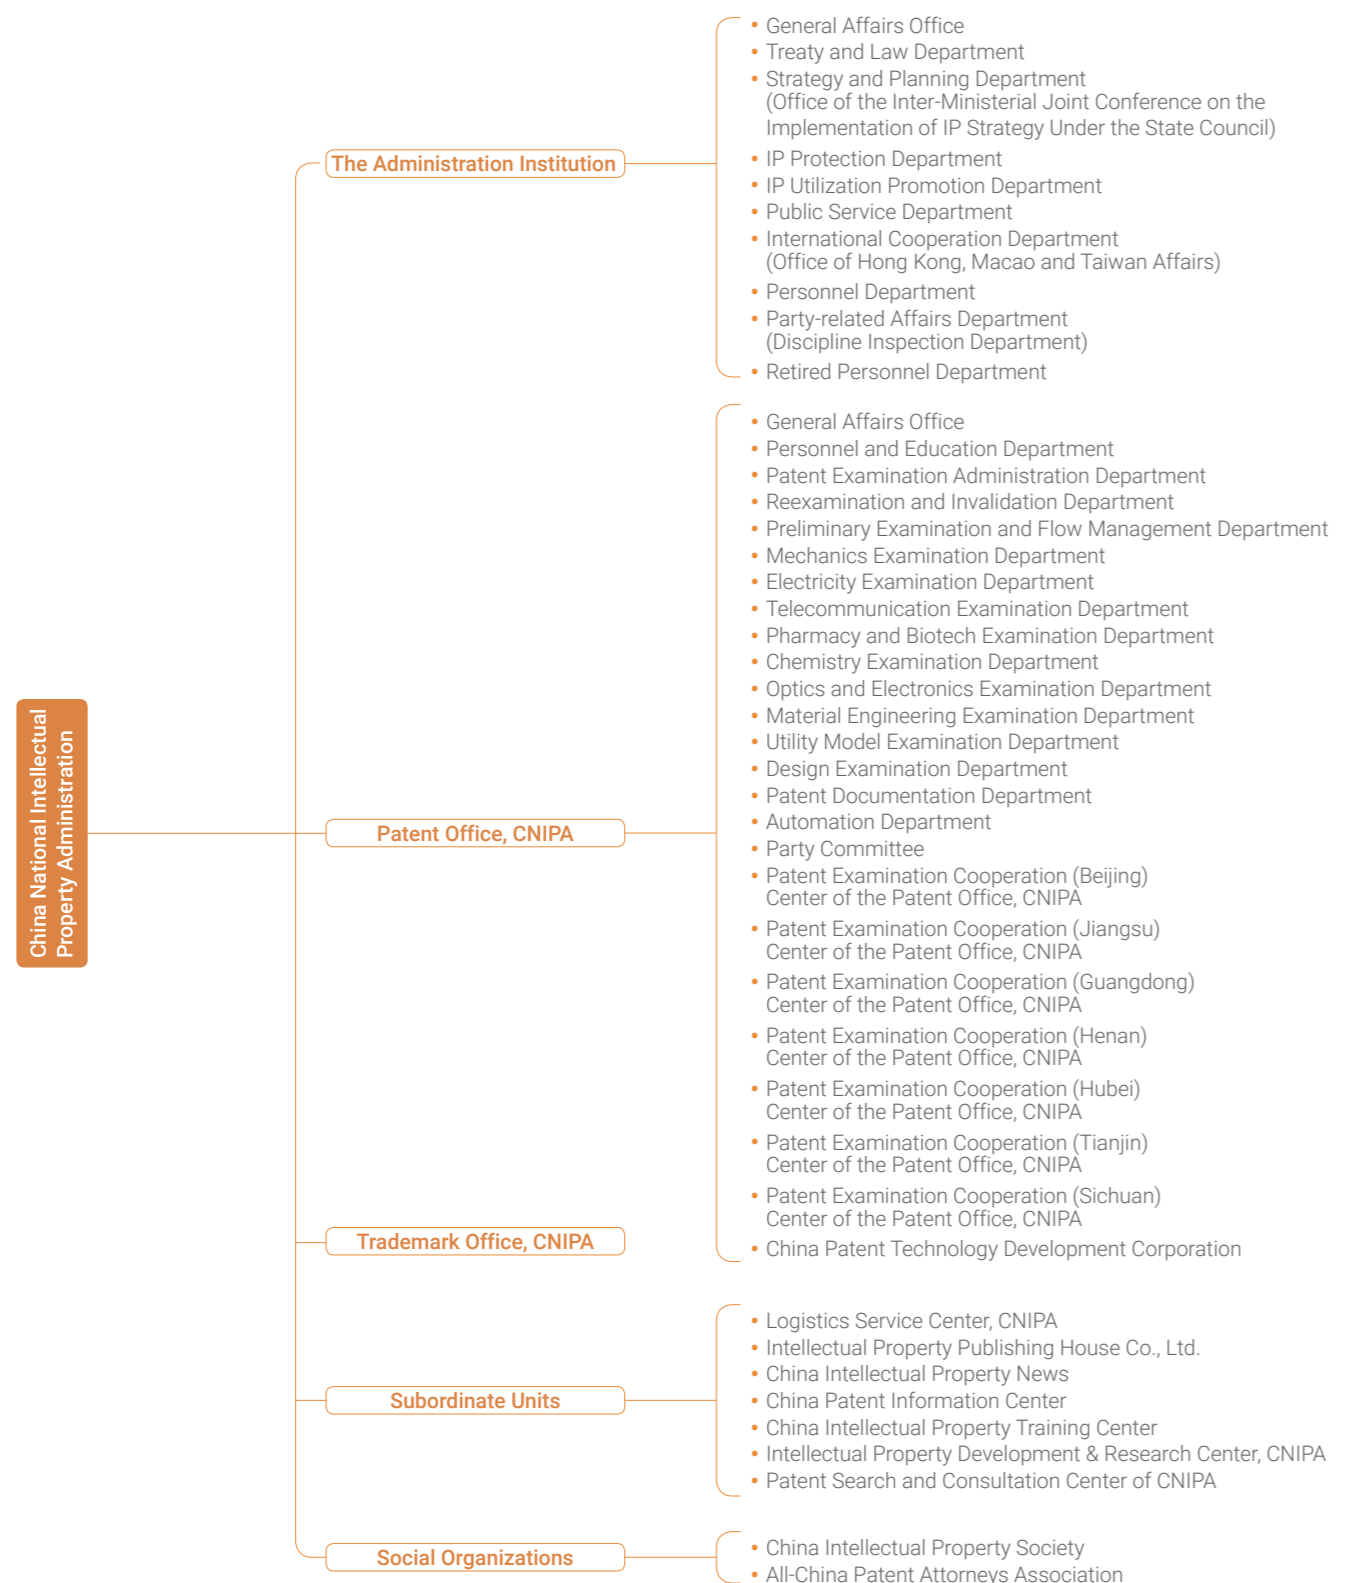 China National Intellectual
Property Administration
The Administration Institution
• General Affairs Office
• Treaty and Law Department
• Strategy and Planning Department
(Office of the Inter-Ministerial Joint Conference on the
Implementation of IP Strategy Under the State Council)
• IP Protection Department
• IP Utilization Promotion Department
• Public Service Department
• International Cooperation Department
(Office of Hong Kong, Macao and Taiwan Affairs)
• Personnel Department
• Party-related Affairs Department
(Discipline Inspection Department)
• Retired Personnel Department
Patent Office, CNIPA
• General Affairs Office
• Personnel and Education Department
• Patent Examination Administration Department
• Reexamination and Invalidation Department
• Preliminary Examination and Flow Management Department
• Mechanics Examination Department
• Electricity Examination Department
• Telecommunication Examination Department
• Pharmacy and Biotech Examination Department
• Chemistry Examination Department
• Optics and Electronics Examination Department
• Material Engineering Examination Department
• Utility Model Examination Department
• Design Examination Department
• Patent Documentation Department
• Automation Department
• Party Committee
• Patent Examination Cooperation (Beijing)
Center of the Patent Office, CNIPA
• Patent Examination Cooperation (Jiangsu)
Center of the Patent Office, CNIPA
• Patent Examination Cooperation (Guangdong)
Center of the Patent Office, CNIPA
• Patent Examination Cooperation (Henan)
Center of the Patent Office, CNIPA
• Patent Examination Cooperation (Hubei)
Center of the Patent Office, CNIPA
• Patent Examination Cooperation (Tianjin)
Center of the Patent Office, CNIPA
• Patent Examination Cooperation (Sichuan)
Center of the Patent Office, CNIPA
• China Patent Technology Development Corporation
Trademark Office, CNIPA
Subordinate Units
• Logistics Service Center, CNIPA
• Intellectual Property Publishing House Co., Ltd.
• China Intellectual Property News
• China Patent Information Center
• China Intellectual Property Training Center
• Intellectual Property Development & Research Center, CNIPA
• Patent Search and Consultation Center of CNIPA
Social Organizations
• China Intellectual Property Society
• All-China Patent Attorneys Association